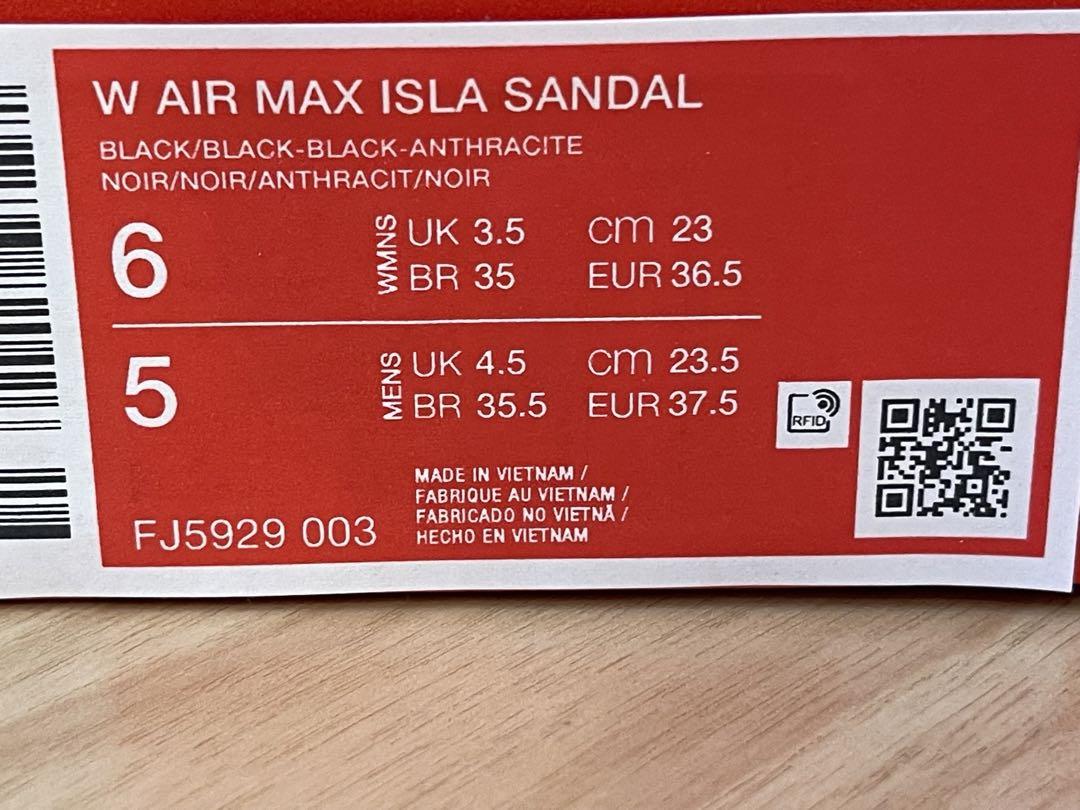 W AIR MAX ISLA SANDAL
BLACK/BLACK-BLACK-ANTHRACITE
NOIR/NOIR/ANTHRACIT/NOIR
6 WMNS UK 3.5 cm 23
BR 35 EUR 36.5
5 MENS UK 4.5 cm 23.5
BR 35.5 EUR 37.5
RFID
MADE IN VIETNAM /
FABRIQUE AU VIETNAM /
FABRICADO NO VIETNÃ /
HECHO EN VIETNAM
FJ5929 003